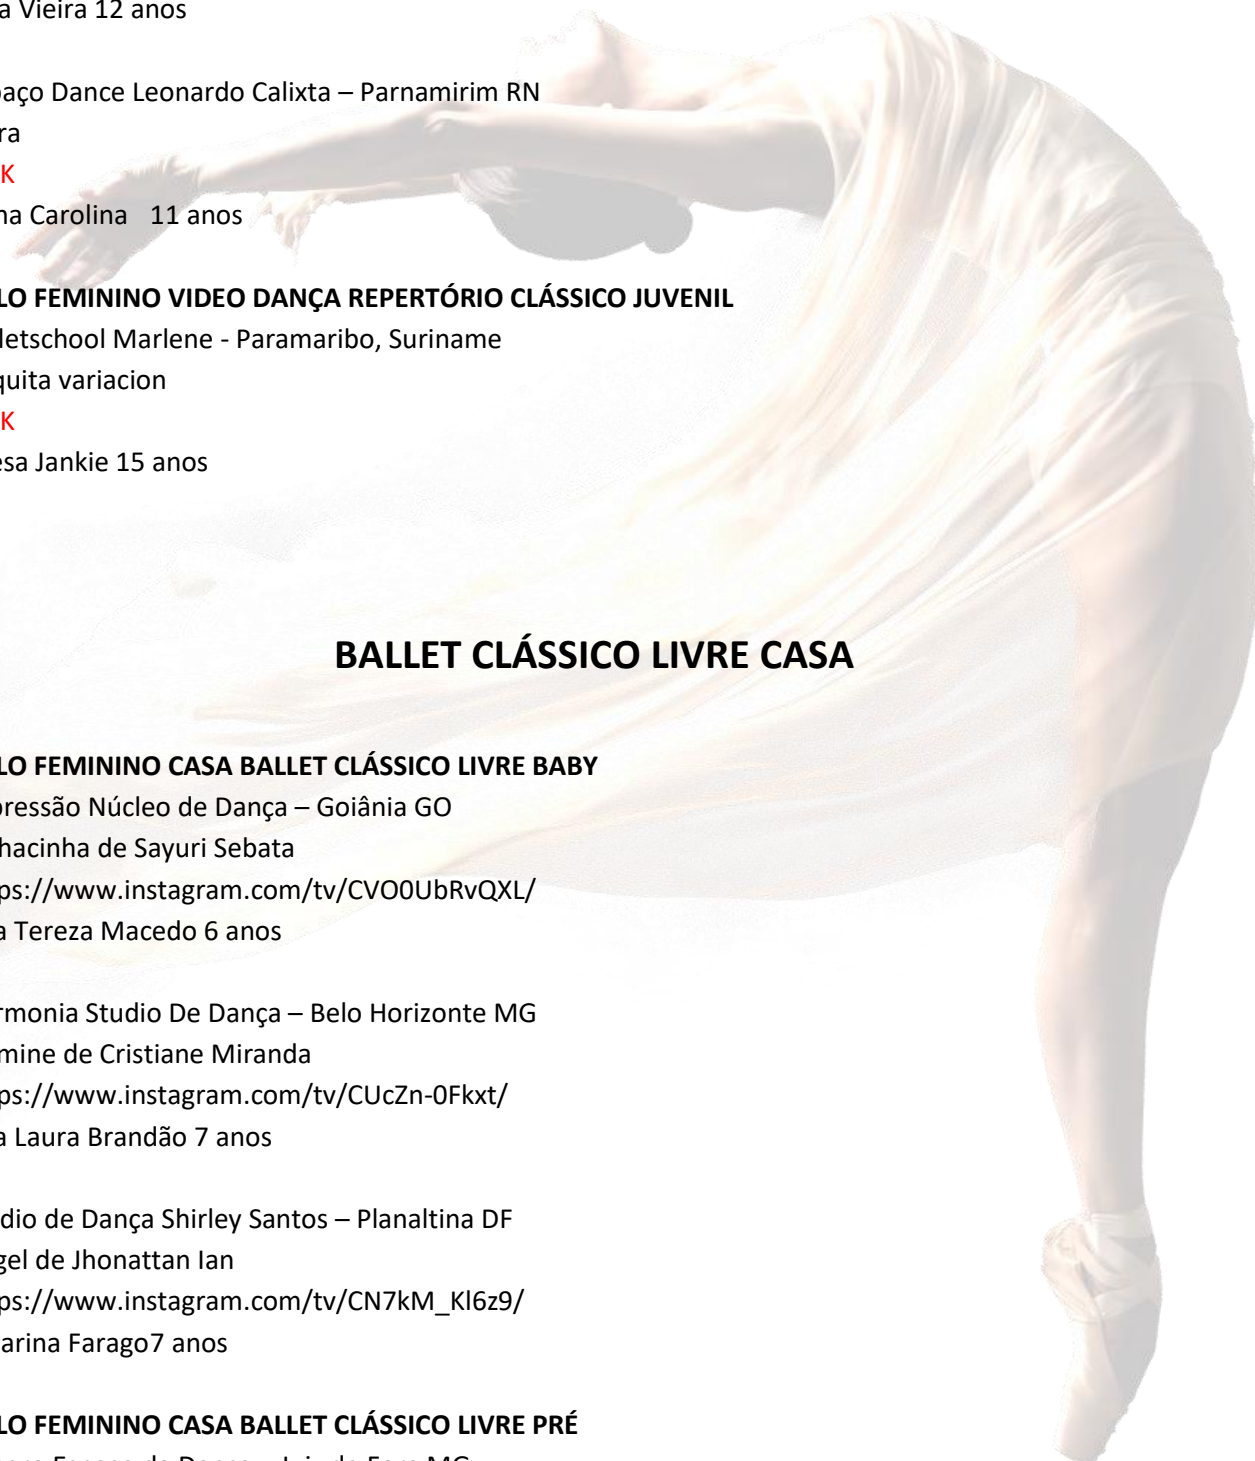 a Vieira 12 anos
paço Dance Leonardo Calixta – Parnamirim RN
ra
K
na Carolina 11 anos
LO FEMININO VIDEO DANÇA REPERTÓRIO CLÁSSICO JUVENIL
letschool Marlene - Paramaribo, Suriname
quita variacion
K
esa Jankie 15 anos
BALLET CLÁSSICO LIVRE CASA
LO FEMININO CASA BALLET CLÁSSICO LIVRE BABY
pressão Núcleo de Dança – Goiânia GO
hacinha de Sayuri Sebata
ps://www.instagram.com/tv/CVO0UbRvQXL/
a Tereza Macedo 6 anos
rmonia Studio De Dança – Belo Horizonte MG
mine de Cristiane Miranda
ps://www.instagram.com/tv/CUcZn-0Fkxt/
a Laura Brandão 7 anos
dio de Dança Shirley Santos – Planaltina DF
gel de Jhonattan Ian
ps://www.instagram.com/tv/CN7kM_Kl6z9/
arina Farago7 anos
LO FEMININO CASA BALLET CLÁSSICO LIVRE PRÉ